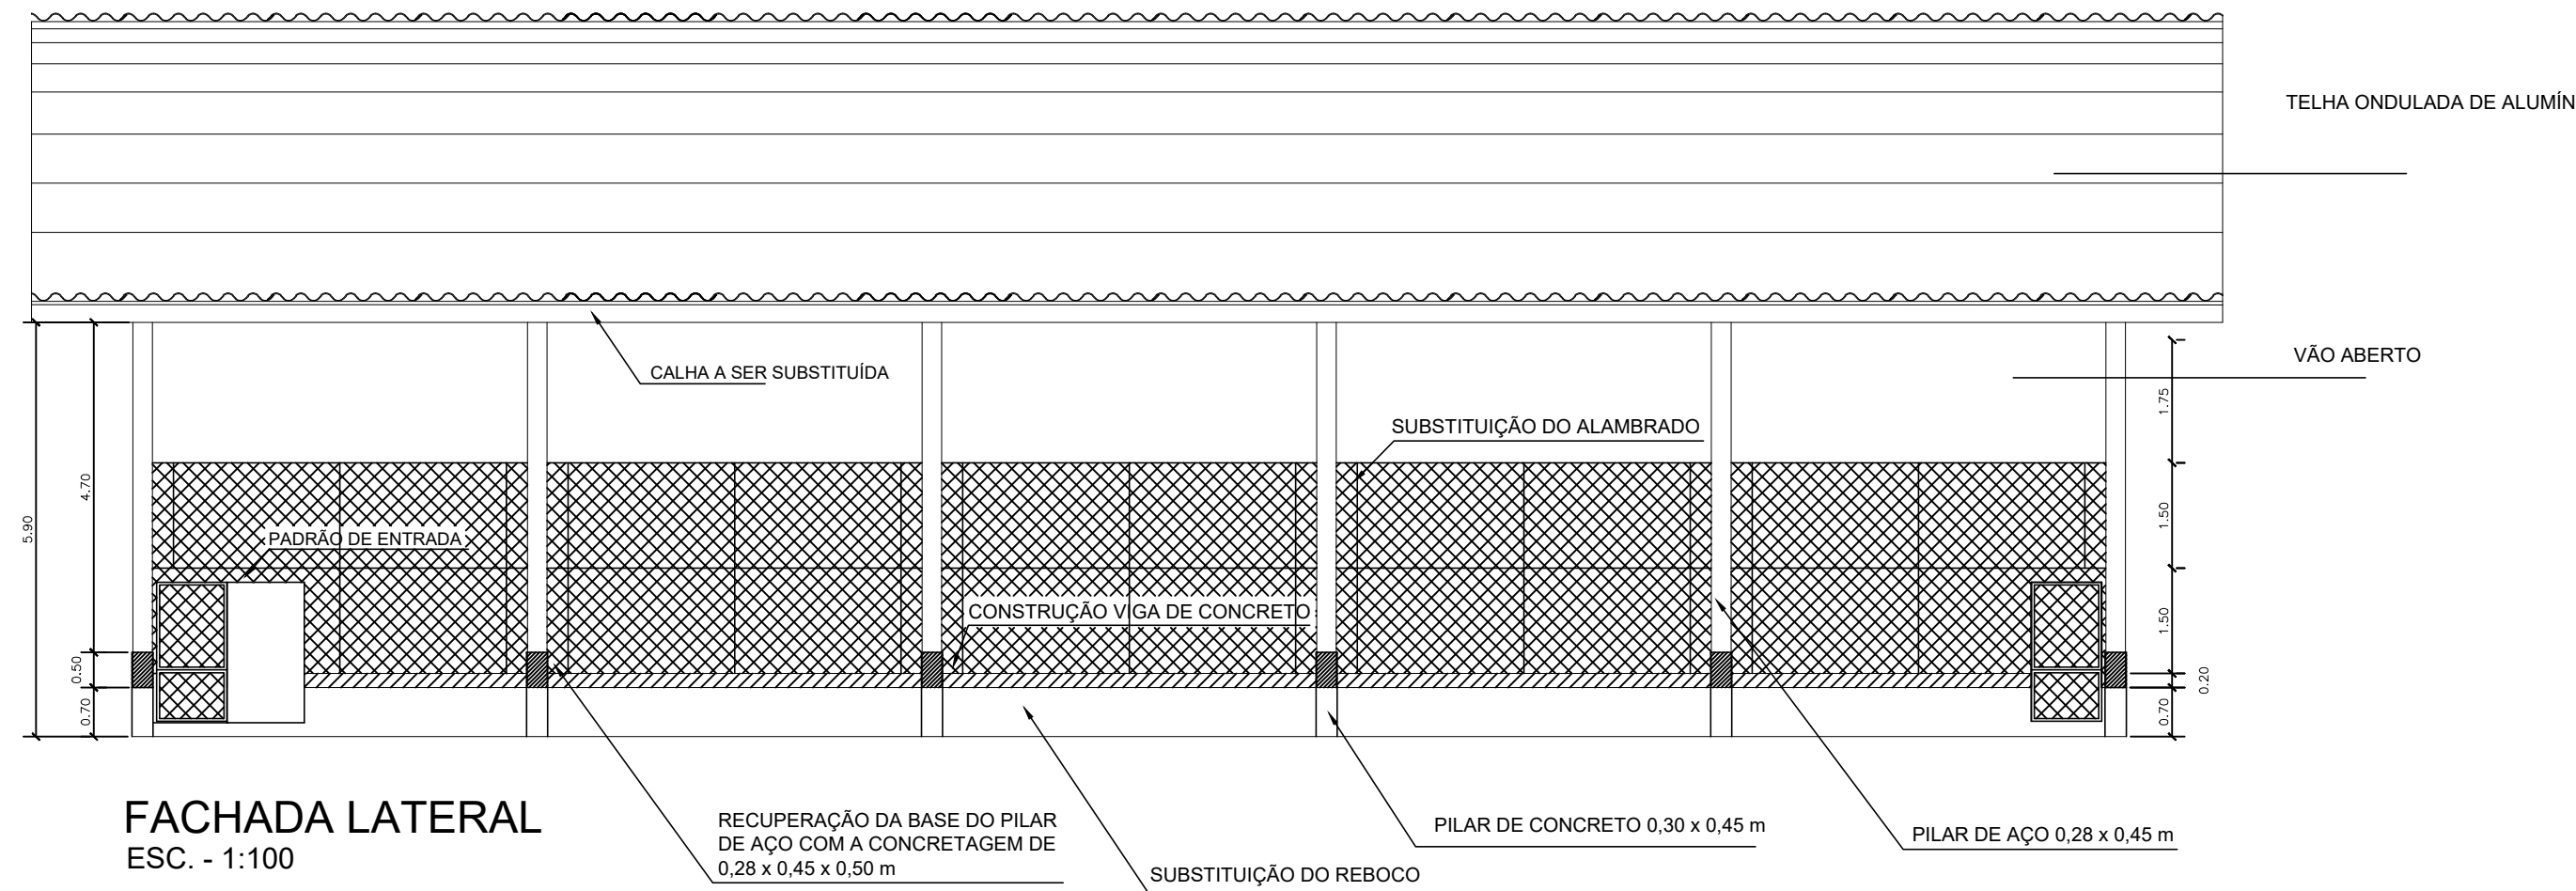 TELHA ONDULADA DE ALUMÍN
VÃO ABERTO
CALHA A SER SUBSTITUÍDA
SUBSTITUIÇÃO DO ALAMBRADO
1.75
4.70
5.90
1.50
PADRÃO DE ENTRADA
CONSTRUÇÃO VIGA DE CONCRETO
1.50
0.50
0.20
0.70
0.70
FACHADA LATERAL
ESC. - 1:100
RECUPERAÇÃO DA BASE DO PILAR
DE AÇO COM A CONCRETAGEM DE
0,28 x 0,45 x 0,50 m
SUBSTITUIÇÃO DO REBOCO
PILAR DE CONCRETO 0,30 x 0,45 m
PILAR DE AÇO 0,28 x 0,45 m